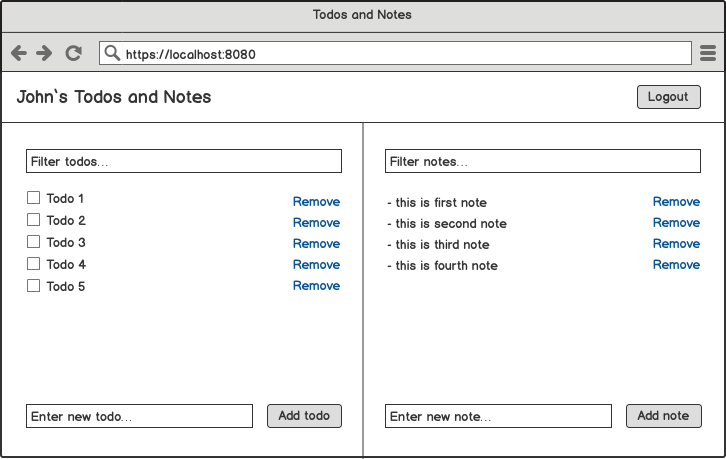 Todos and Notes
https://localhost:8080
John`s Todos and Notes
Logout
Filter todos...
Todo 1 Remove
Todo 2 Remove
Todo 3 Remove
Todo 4 Remove
Todo 5 Remove
Enter new todo... Add todo
Filter notes...
- this is first note Remove
- this is second note Remove
- this is third note Remove
- this is fourth note Remove
Enter new note... Add note